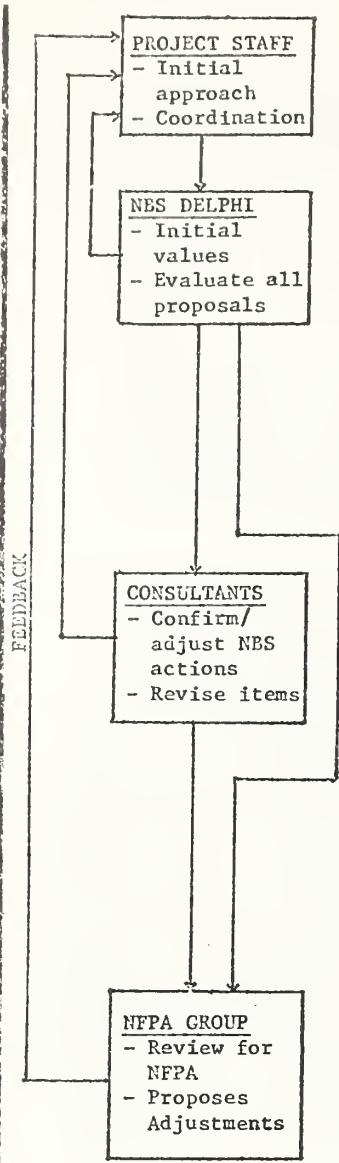 PROJECT STAFF
- Initial
approach
- Coordination
NBS DELPHI
- Initial
values
- Evaluate all
proposals
FEEDBACK
CONSULTANTS
- Confirm/
adjust NBS
actions
- Revise items
NFPA GROUP
- Review for
NFPA
- Proposes
Adjustments